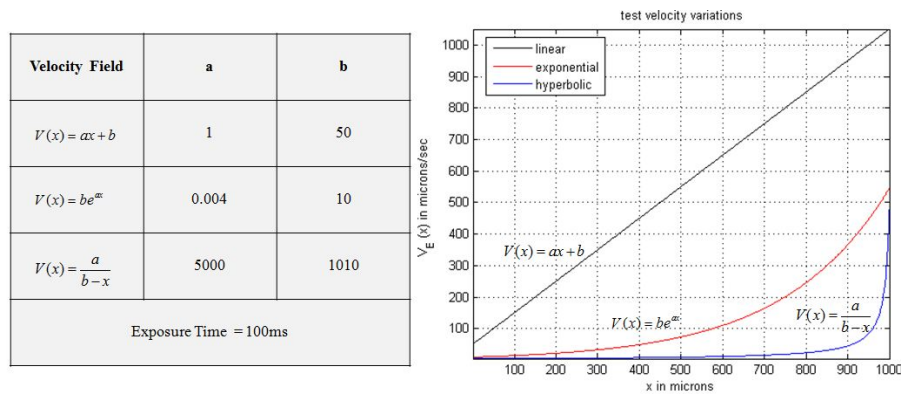 Velocity Field a b
V(x) = ax + b 1 50
V(x) = be^{ax} 0.004 10
V(x) = \frac{a}{b-x} 5000 1010
Exposure Time = 100ms
test velocity variations
linear
exponential
hyperbolic
V_E (x) in microns/sec
1000
900
800
700
600
500
400
300
200
100
V(x) = ax + b
V(x) = be^{ax}
V(x) = \frac{a}{b-x}
100 200 300 400 500 600 700 800 900 1000
x in microns